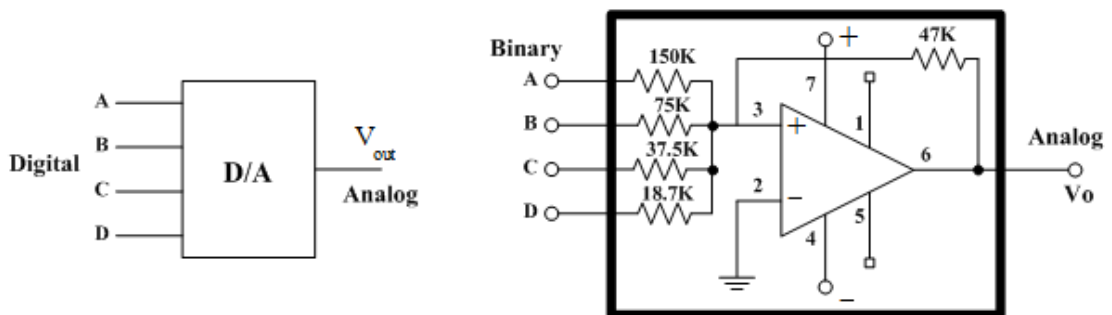 Digital
A
B
C
D
D/A
V out
Analog
Binary
A
B
C
D
150K
75K
37.5K
18.7K
47K
+
7
3
+
1
2
−
6
5
4
−
Analog
Vo